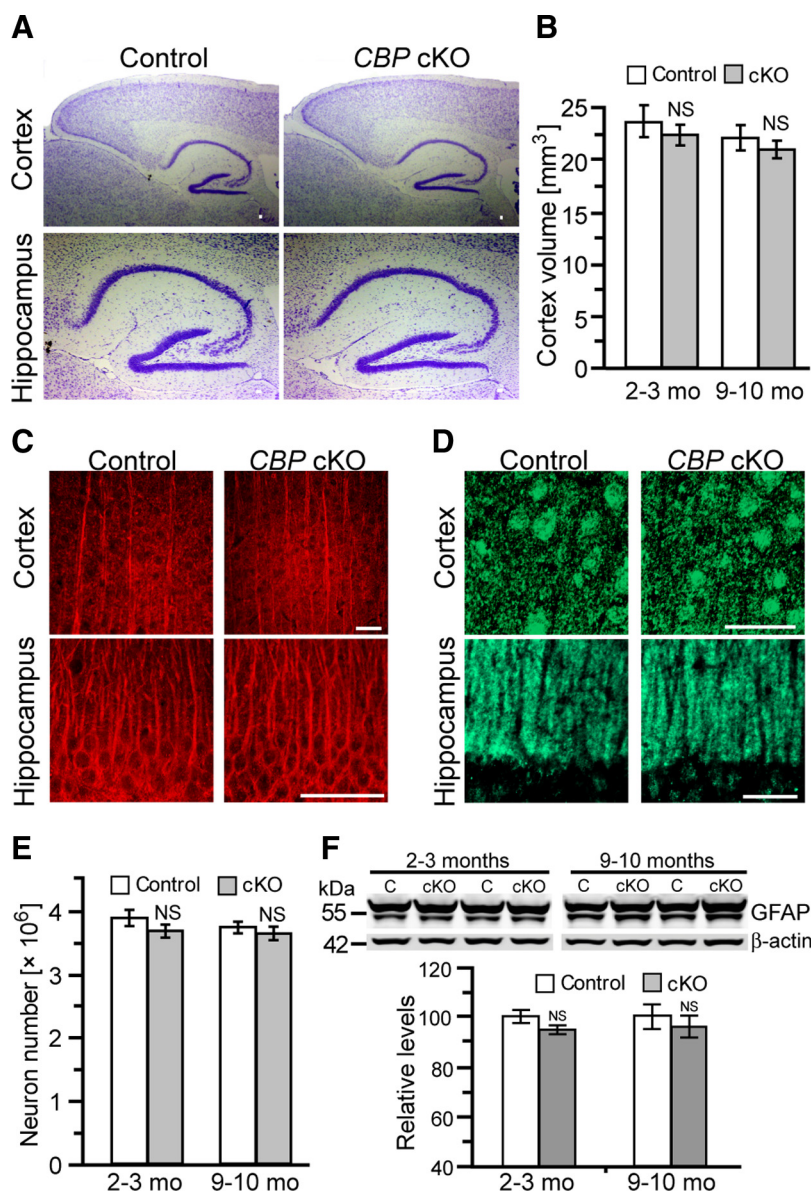 A
Control
CBP cKO
Cortex
Hippocampus
B
Control cKO
Cortex volume [mm³]
25
22
15
22
5
0
NS
NS
2-3 mo
9-10 mo
C
Control
CBP cKO
Cortex
Hippocampus
D
Control
CBP cKO
Cortex
Hippocampus
E
Control cKO
Neuron number [× 10⁶]
4
3
4
0
NS
NS
2-3 mo
9-10 mo
F
2-3 months
9-10 months
kDa
C cKO C cKO
C cKO C cKO
55
GFAP
42
β-actin
Control cKO
Relative levels
120
100
80
60
40
NS
NS
2-3 mo
9-10 mo